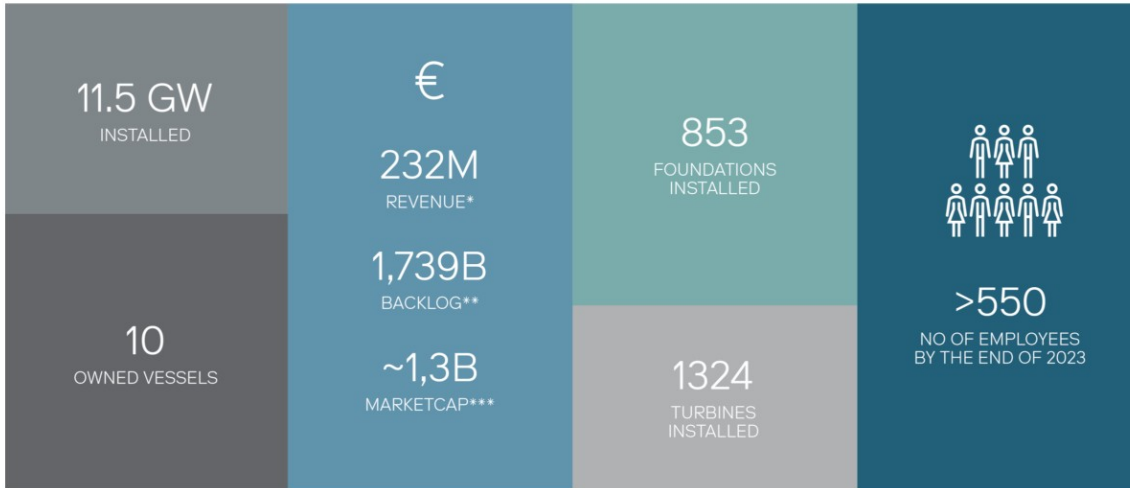 11.5 GW
INSTALLED
10
OWNED VESSELS
€
232M
REVENUE*
1,739B
BACKLOG**
~1,3B
MARKETCAP***
853
FOUNDATIONS
INSTALLED
1324
TURBINES
INSTALLED
>550
NO OF EMPLOYEES
BY THE END OF 2023